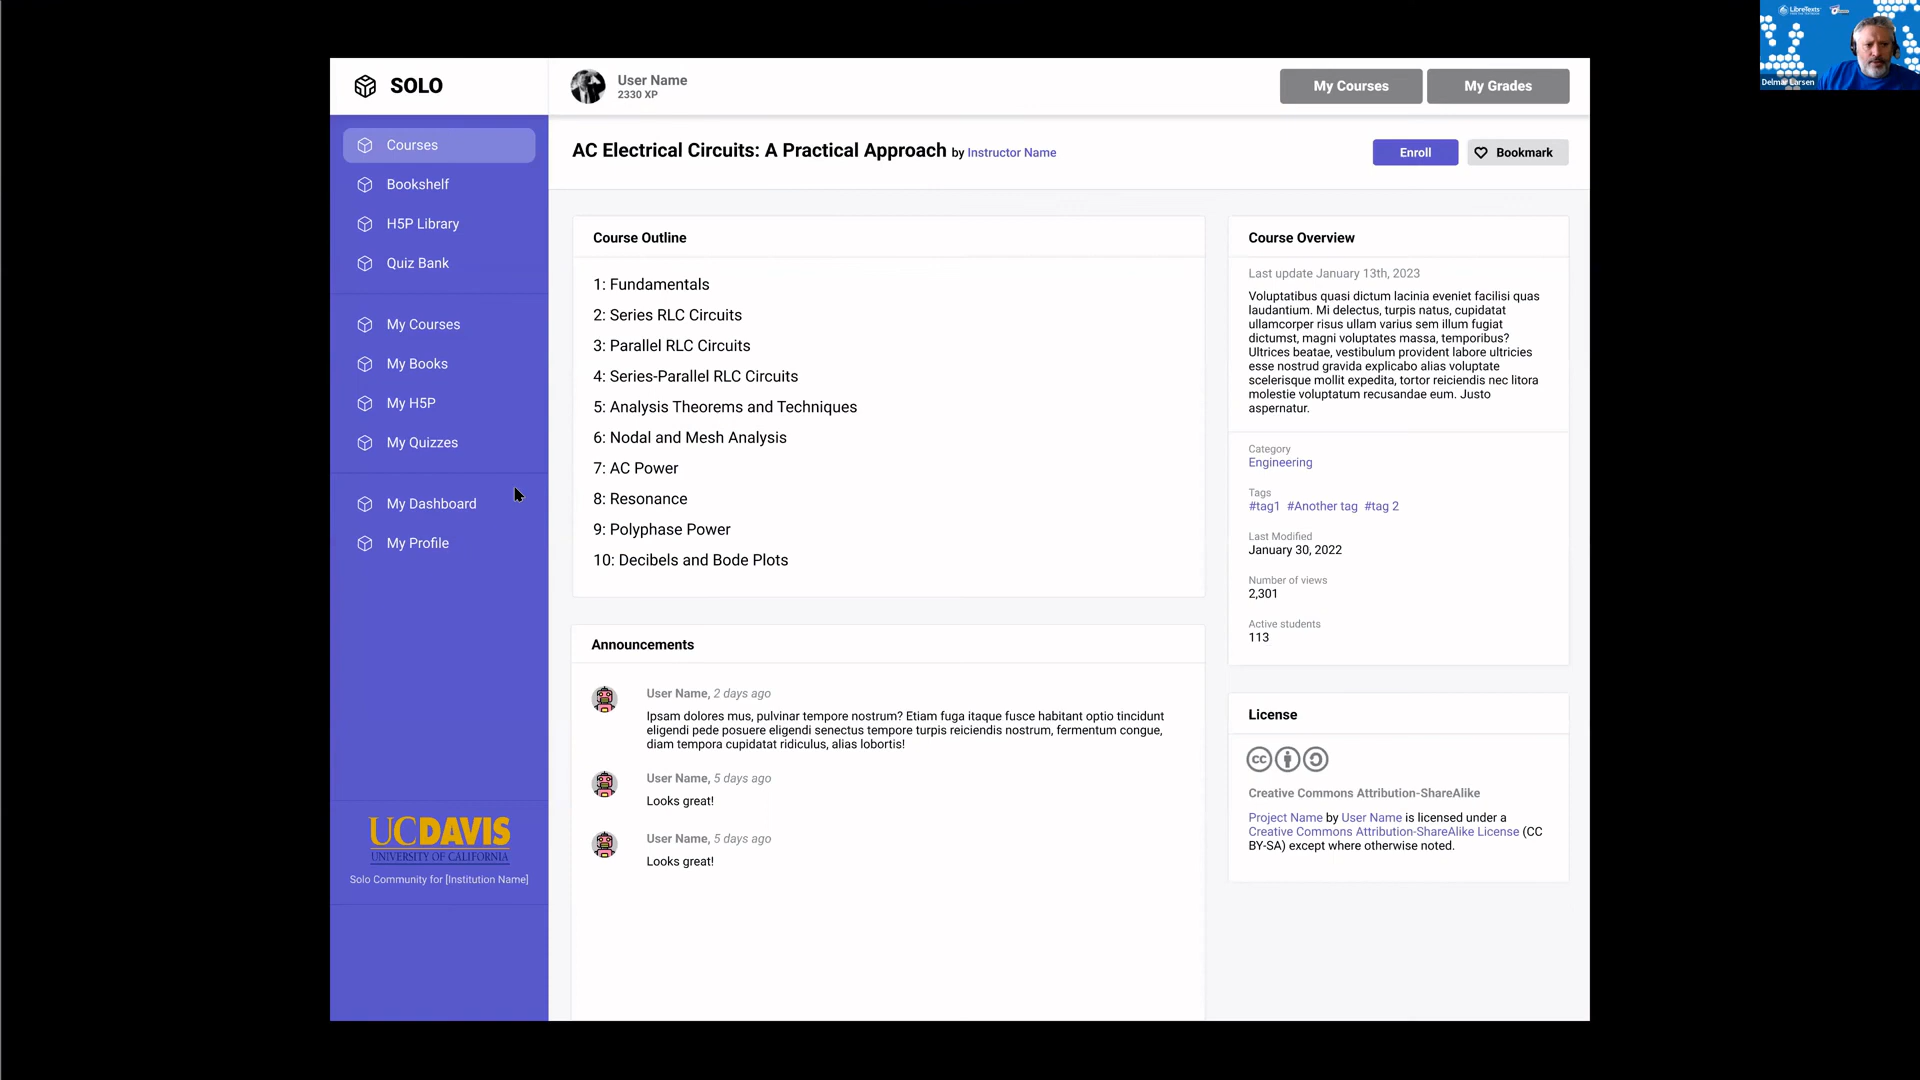 SOLO
User Name
2330 XP
My Courses
My Grades
LibreTexts
Delmar Larsen
Courses
Bookshelf
H5P Library
Quiz Bank
My Courses
My Books
My H5P
My Quizzes
My Dashboard
My Profile
UCDAVIS
UNIVERSITY OF CALIFORNIA
Solo Community for [Institution Name]
AC Electrical Circuits: A Practical Approach by Instructor Name
Enroll
Bookmark
Course Outline
1: Fundamentals
2: Series RLC Circuits
3: Parallel RLC Circuits
4: Series-Parallel RLC Circuits
5: Analysis Theorems and Techniques
6: Nodal and Mesh Analysis
7: AC Power
8: Resonance
9: Polyphase Power
10: Decibels and Bode Plots
Announcements
User Name, 2 days ago
Ipsam dolores mus, pulvinar tempore nostrum? Etiam fuga itaque fusce habitant optio tincidunt
eligendi pede posuere eligendi senectus tempore turpis reiciendis nostrum, fermentum congue,
diam tempora cupidatat ridiculus, alias lobortis!
User Name, 5 days ago
Looks great!
User Name, 5 days ago
Looks great!
Course Overview
Last update January 13th, 2023
Voluptatibus quasi dictum lacinia eveniet facilisi quas
laudantium. Mi delectus, turpis natus, cupidatat
ullamcorper risus ullam varius sem illum fugiat
dictumst, magni voluptates massa, temporibus?
Ultrices beatae, vestibulum provident labore ultricies
esse nostrud gravida explicabo alias voluptate
scelerisque mollit expedita, tortor reiciendis nec litora
molestie voluptatum recusandae eum. Justo
aspernatur.
Category
Engineering
Tags
#tag1 #Another tag #tag 2
Last Modified
January 30, 2022
Number of views
2,301
Active students
113
License
cc
Creative Commons Attribution-ShareAlike
Project Name by User Name is licensed under a
Creative Commons Attribution-ShareAlike License (CC
BY-SA) except where otherwise noted.